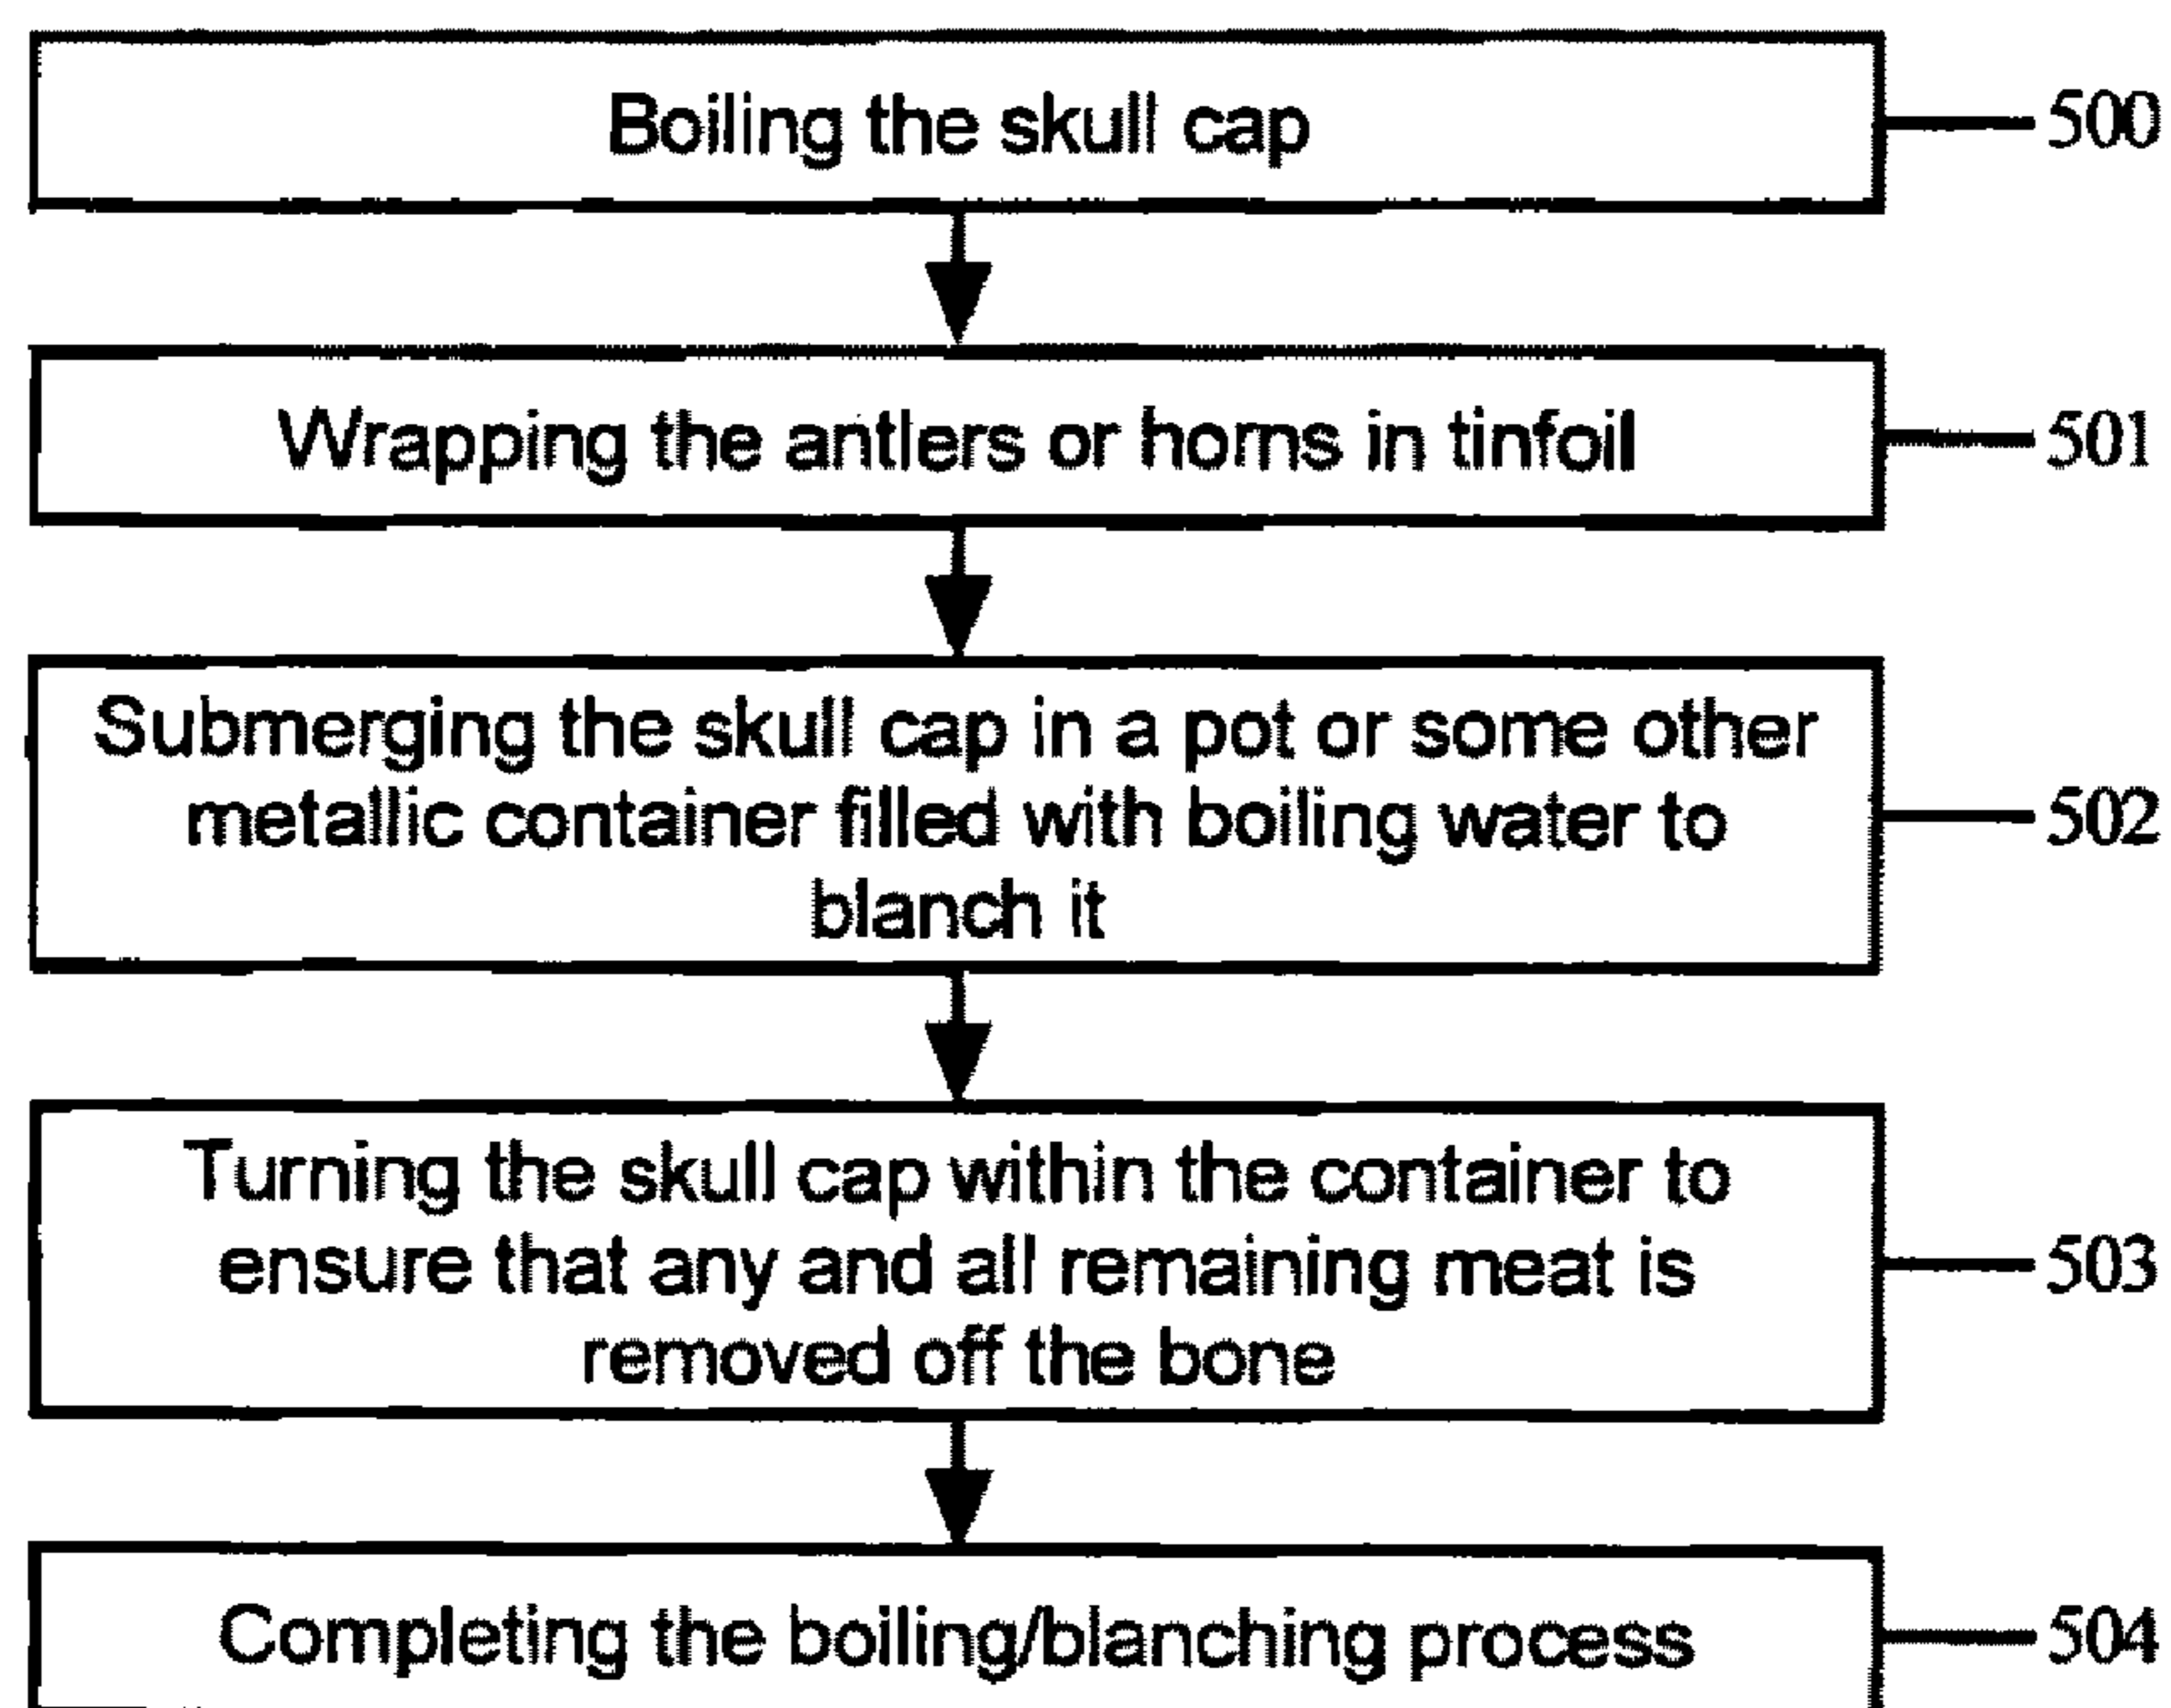 Boiling the skull cap
500
Wrapping the antlers or horns in tinfoil
501
Submerging the skull cap in a pot or some other
metallic container filled with boiling water to
blanch it
502
Turning the skull cap within the container to
ensure that any and all remaining meat is
removed off the bone
503
Completing the boiling/blanching process
504